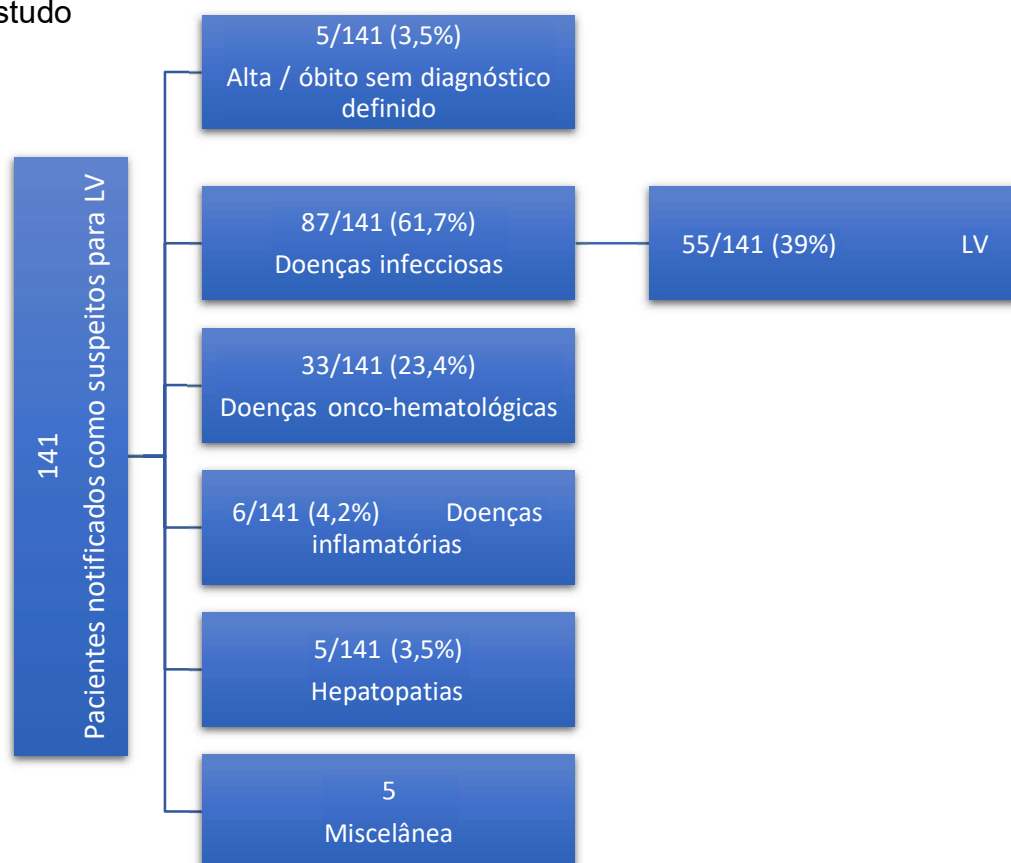 studo
5/141 (3,5%)
Alta / óbito sem diagnóstico
definido
141
Pacientes notificados como suspeitos para LV
87/141 (61,7%)
Doenças infecciosas
55/141 (39%) LV
33/141 (23,4%)
Doenças onco-hematológicas
6/141 (4,2%) Doenças
inflamatórias
5/141 (3,5%)
Hepatopatias
5
Miscelânea